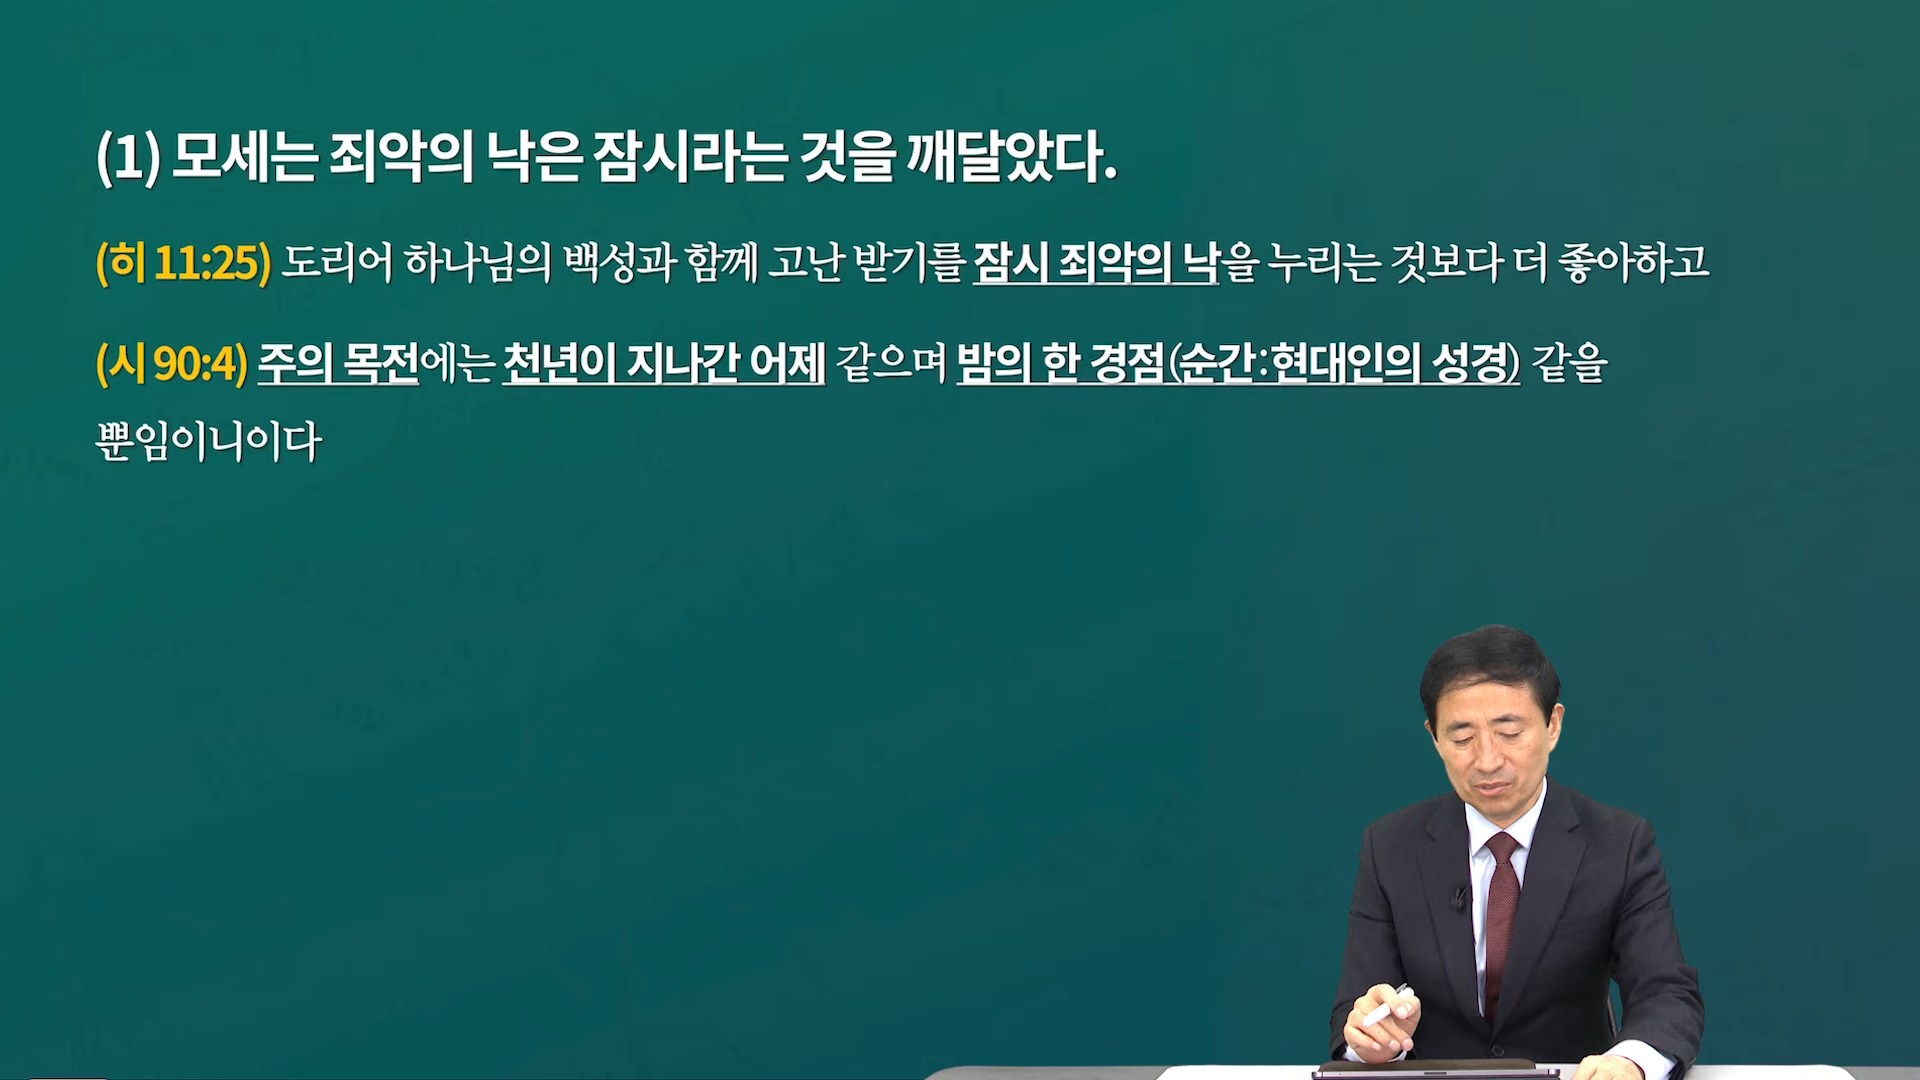 (1) 모세는 죄악의 낙은 잠시라는 것을 깨달았다.
(히 11:25) 도리어 하나님의 백성과 함께 고난 받기를 잠시 죄악의 낙을 누리는 것보다 더 좋아하고
(시 90:4) 주의 목전에는 천년이 지나간 어제 같으며 밤의 한 경점(순간:현대인의 성경) 같을
뿐임이니이다